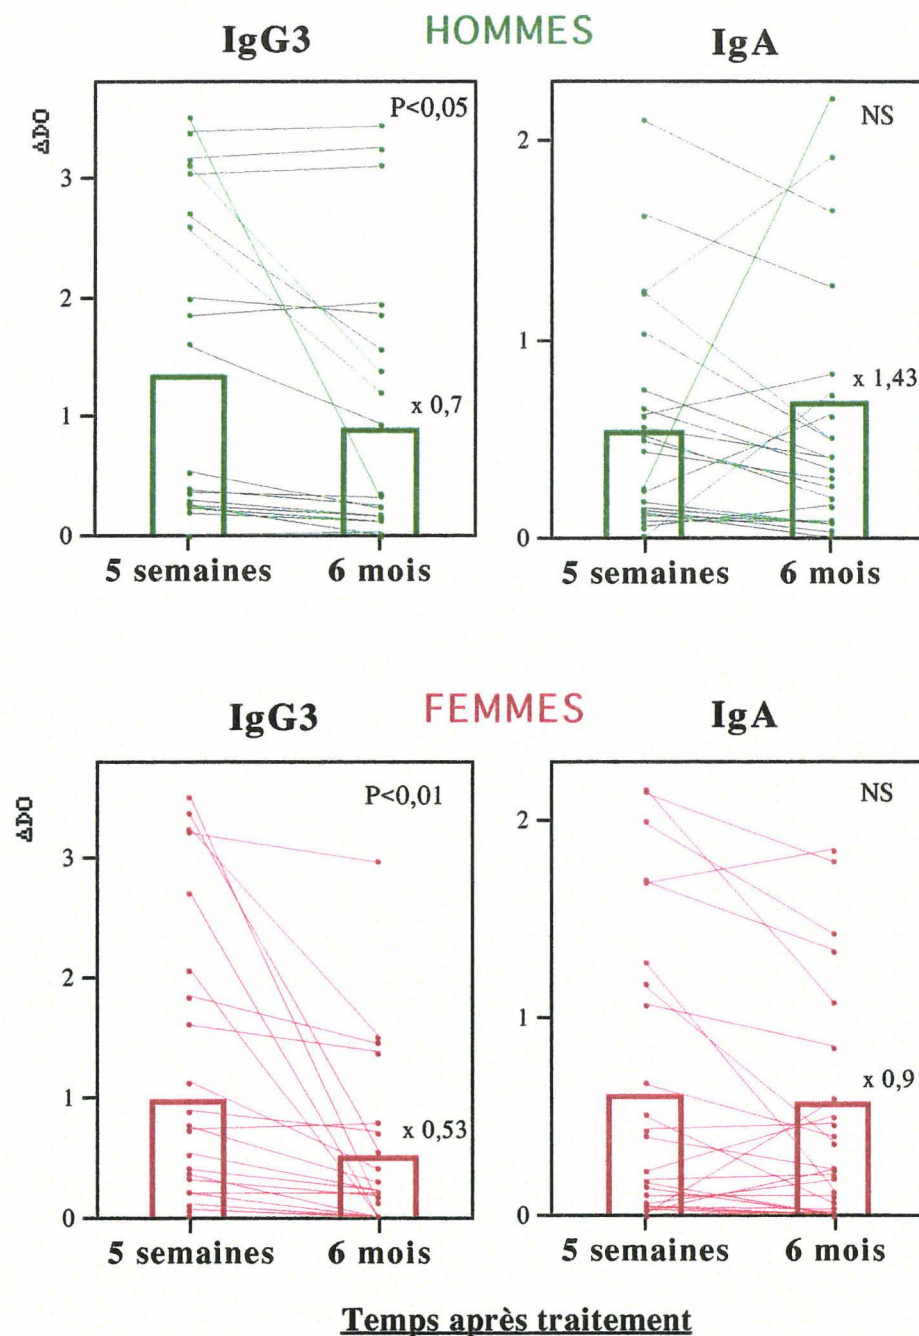 HOMMES
IgG3
IgA
ΔDO
P<0,05
NS
3
2
1
0
x 0,7
2
1
0
x 1,43
5 semaines
6 mois
5 semaines
6 mois
FEMMES
IgG3
IgA
ΔDO
P<0,01
NS
3
2
1
0
x 0,53
2
1
0
x 0,9
5 semaines
6 mois
5 semaines
6 mois
Temps après traitement